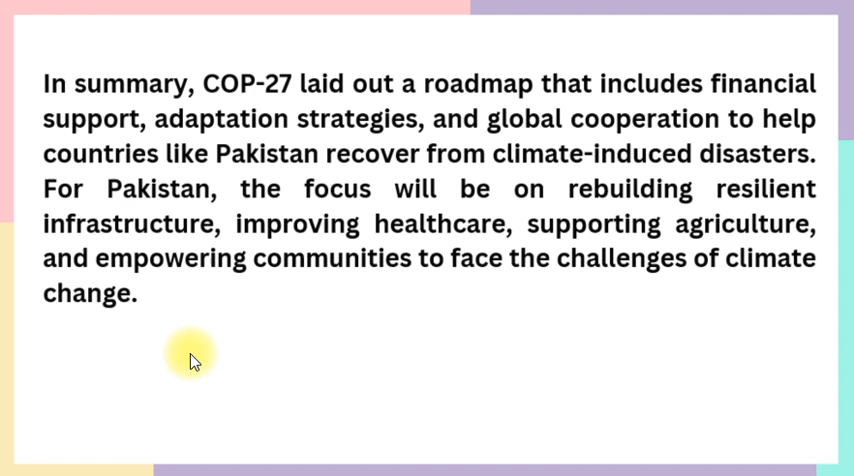 In summary, COP-27 laid out a roadmap that includes financial
support, adaptation strategies, and global cooperation to help
countries like Pakistan recover from climate-induced disasters.
For Pakistan, the focus will be on rebuilding resilient
infrastructure, improving healthcare, supporting agriculture,
and empowering communities to face the challenges of climate
change.